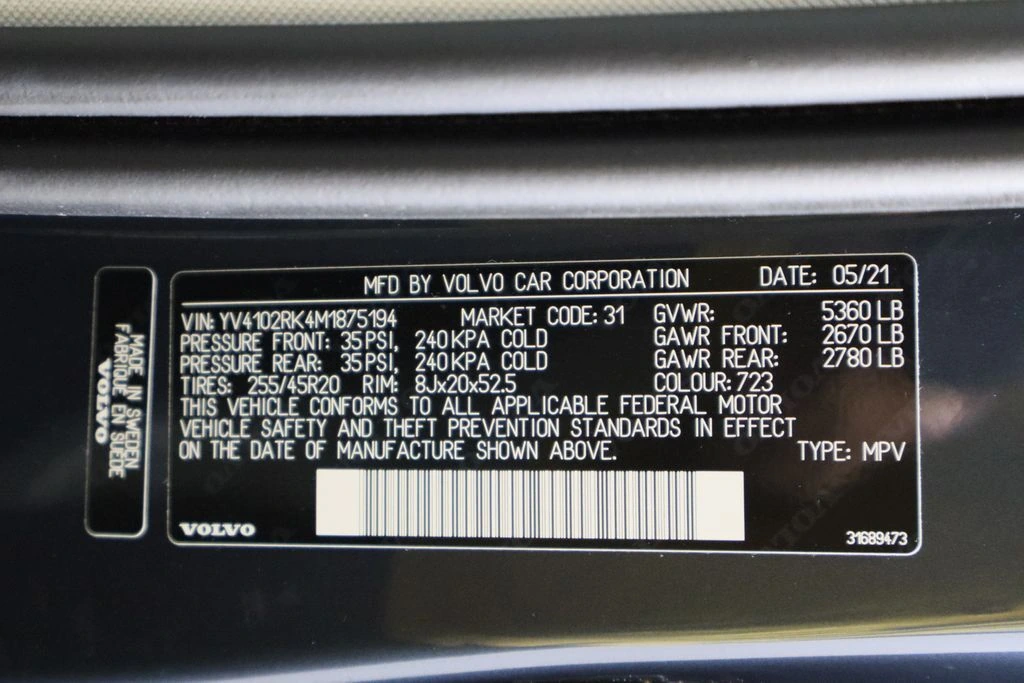 MFD BY VOLVO CAR CORPORATION DATE: 05/21
VIN: YV4102RK4M1875194 MARKET CODE: 31 GVWR: 5360 LB
PRESSURE FRONT: 35 PSI, 240 KPA COLD GAWR FRONT: 2670 LB
PRESSURE REAR: 35 PSI, 240 KPA COLD GAWR REAR: 2780 LB
TIRES: 255/45R20 RIM: 8Jx20x52.5 COLOUR: 723
THIS VEHICLE CONFORMS TO ALL APPLICABLE FEDERAL MOTOR
VEHICLE SAFETY AND THEFT PREVENTION STANDARDS IN EFFECT
ON THE DATE OF MANUFACTURE SHOWN ABOVE. TYPE: MPV
VOLVO
31689473
MADE IN SWEDEN
FABRIQUE EN SUEDE
VOLVO